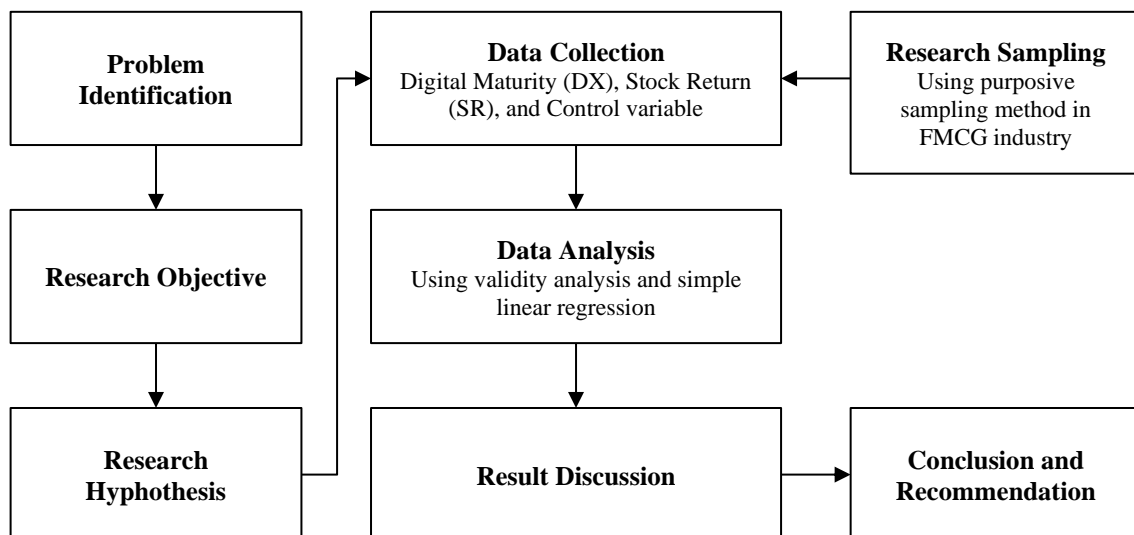 Problem
Identification
Research Objective
Research
Hyphothesis
Data Collection
Digital Maturity (DX), Stock Return
(SR), and Control variable
Research Sampling
Using purposive
sampling method in
FMCG industry
Data Analysis
Using validity analysis and simple
linear regression
Result Discussion
Conclusion and
Recommendation